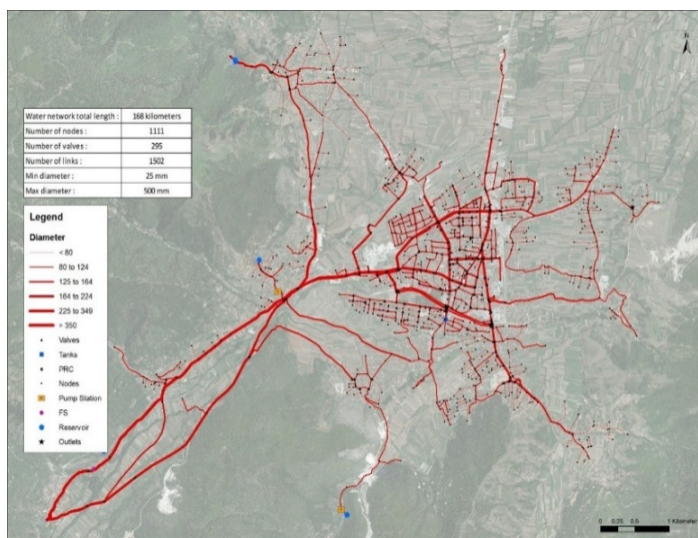 N
Water network total length : 168 kilometers
Number of nodes : 1111
Number of valves : 295
Number of links : 1502
Min diameter : 25 mm
Max diameter : 500 mm
Legend
Diameter
< 80
80 to 124
125 to 164
164 to 224
225 to 349
> 350
Valves
Tanks
PRC
Nodes
Pump Station
FS
Reservoir
Outlets
0 0,25 0,5 1 Kilometer